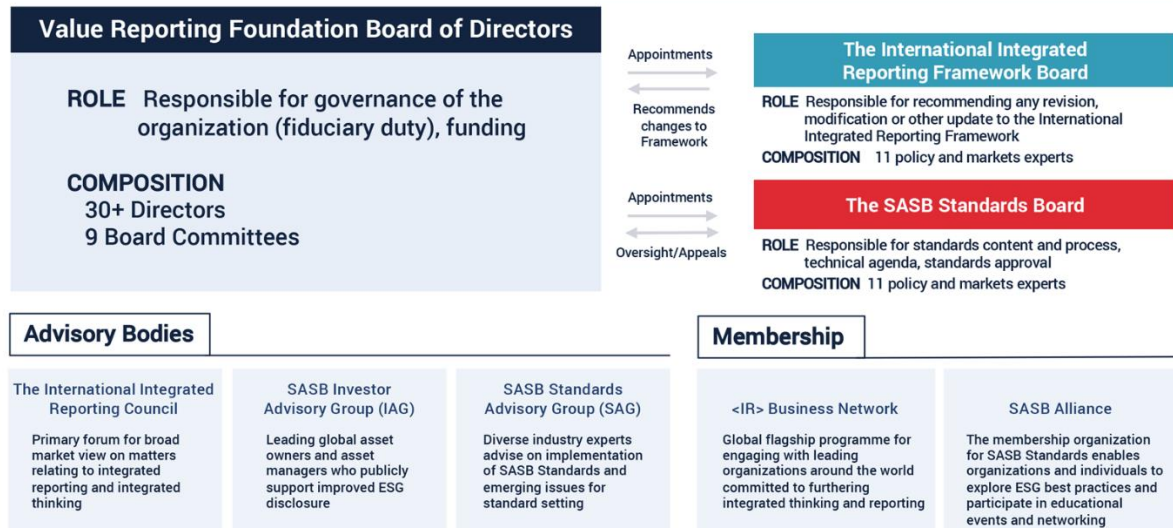 Value Reporting Foundation Board of Directors
ROLE Responsible for governance of the
organization (fiduciary duty), funding
COMPOSITION
30+ Directors
9 Board Committees
Appointments
Recommends
changes to
Framework
The International Integrated
Reporting Framework Board
ROLE Responsible for recommending any revision,
modification or other update to the International
Integrated Reporting Framework
COMPOSITION 11 policy and markets experts
Appointments
Oversight/Appeals
The SASB Standards Board
ROLE Responsible for standards content and process,
technical agenda, standards approval
COMPOSITION 11 policy and markets experts
Advisory Bodies
The International Integrated
Reporting Council
Primary forum for broad
market view on matters
relating to integrated
reporting and integrated
thinking
SASB Investor
Advisory Group (IAG)
Leading global asset
owners and asset
managers who publicly
support improved ESG
disclosure
SASB Standards
Advisory Group (SAG)
Diverse industry experts
advise on implementation
of SASB Standards and
emerging issues for
standard setting
Membership
<IR> Business Network
Global flagship programme for
engaging with leading
organizations around the world
committed to furthering
integrated thinking and reporting
SASB Alliance
The membership organization
for SASB Standards enables
organizations and individuals to
explore ESG best practices and
participate in educational
events and networking